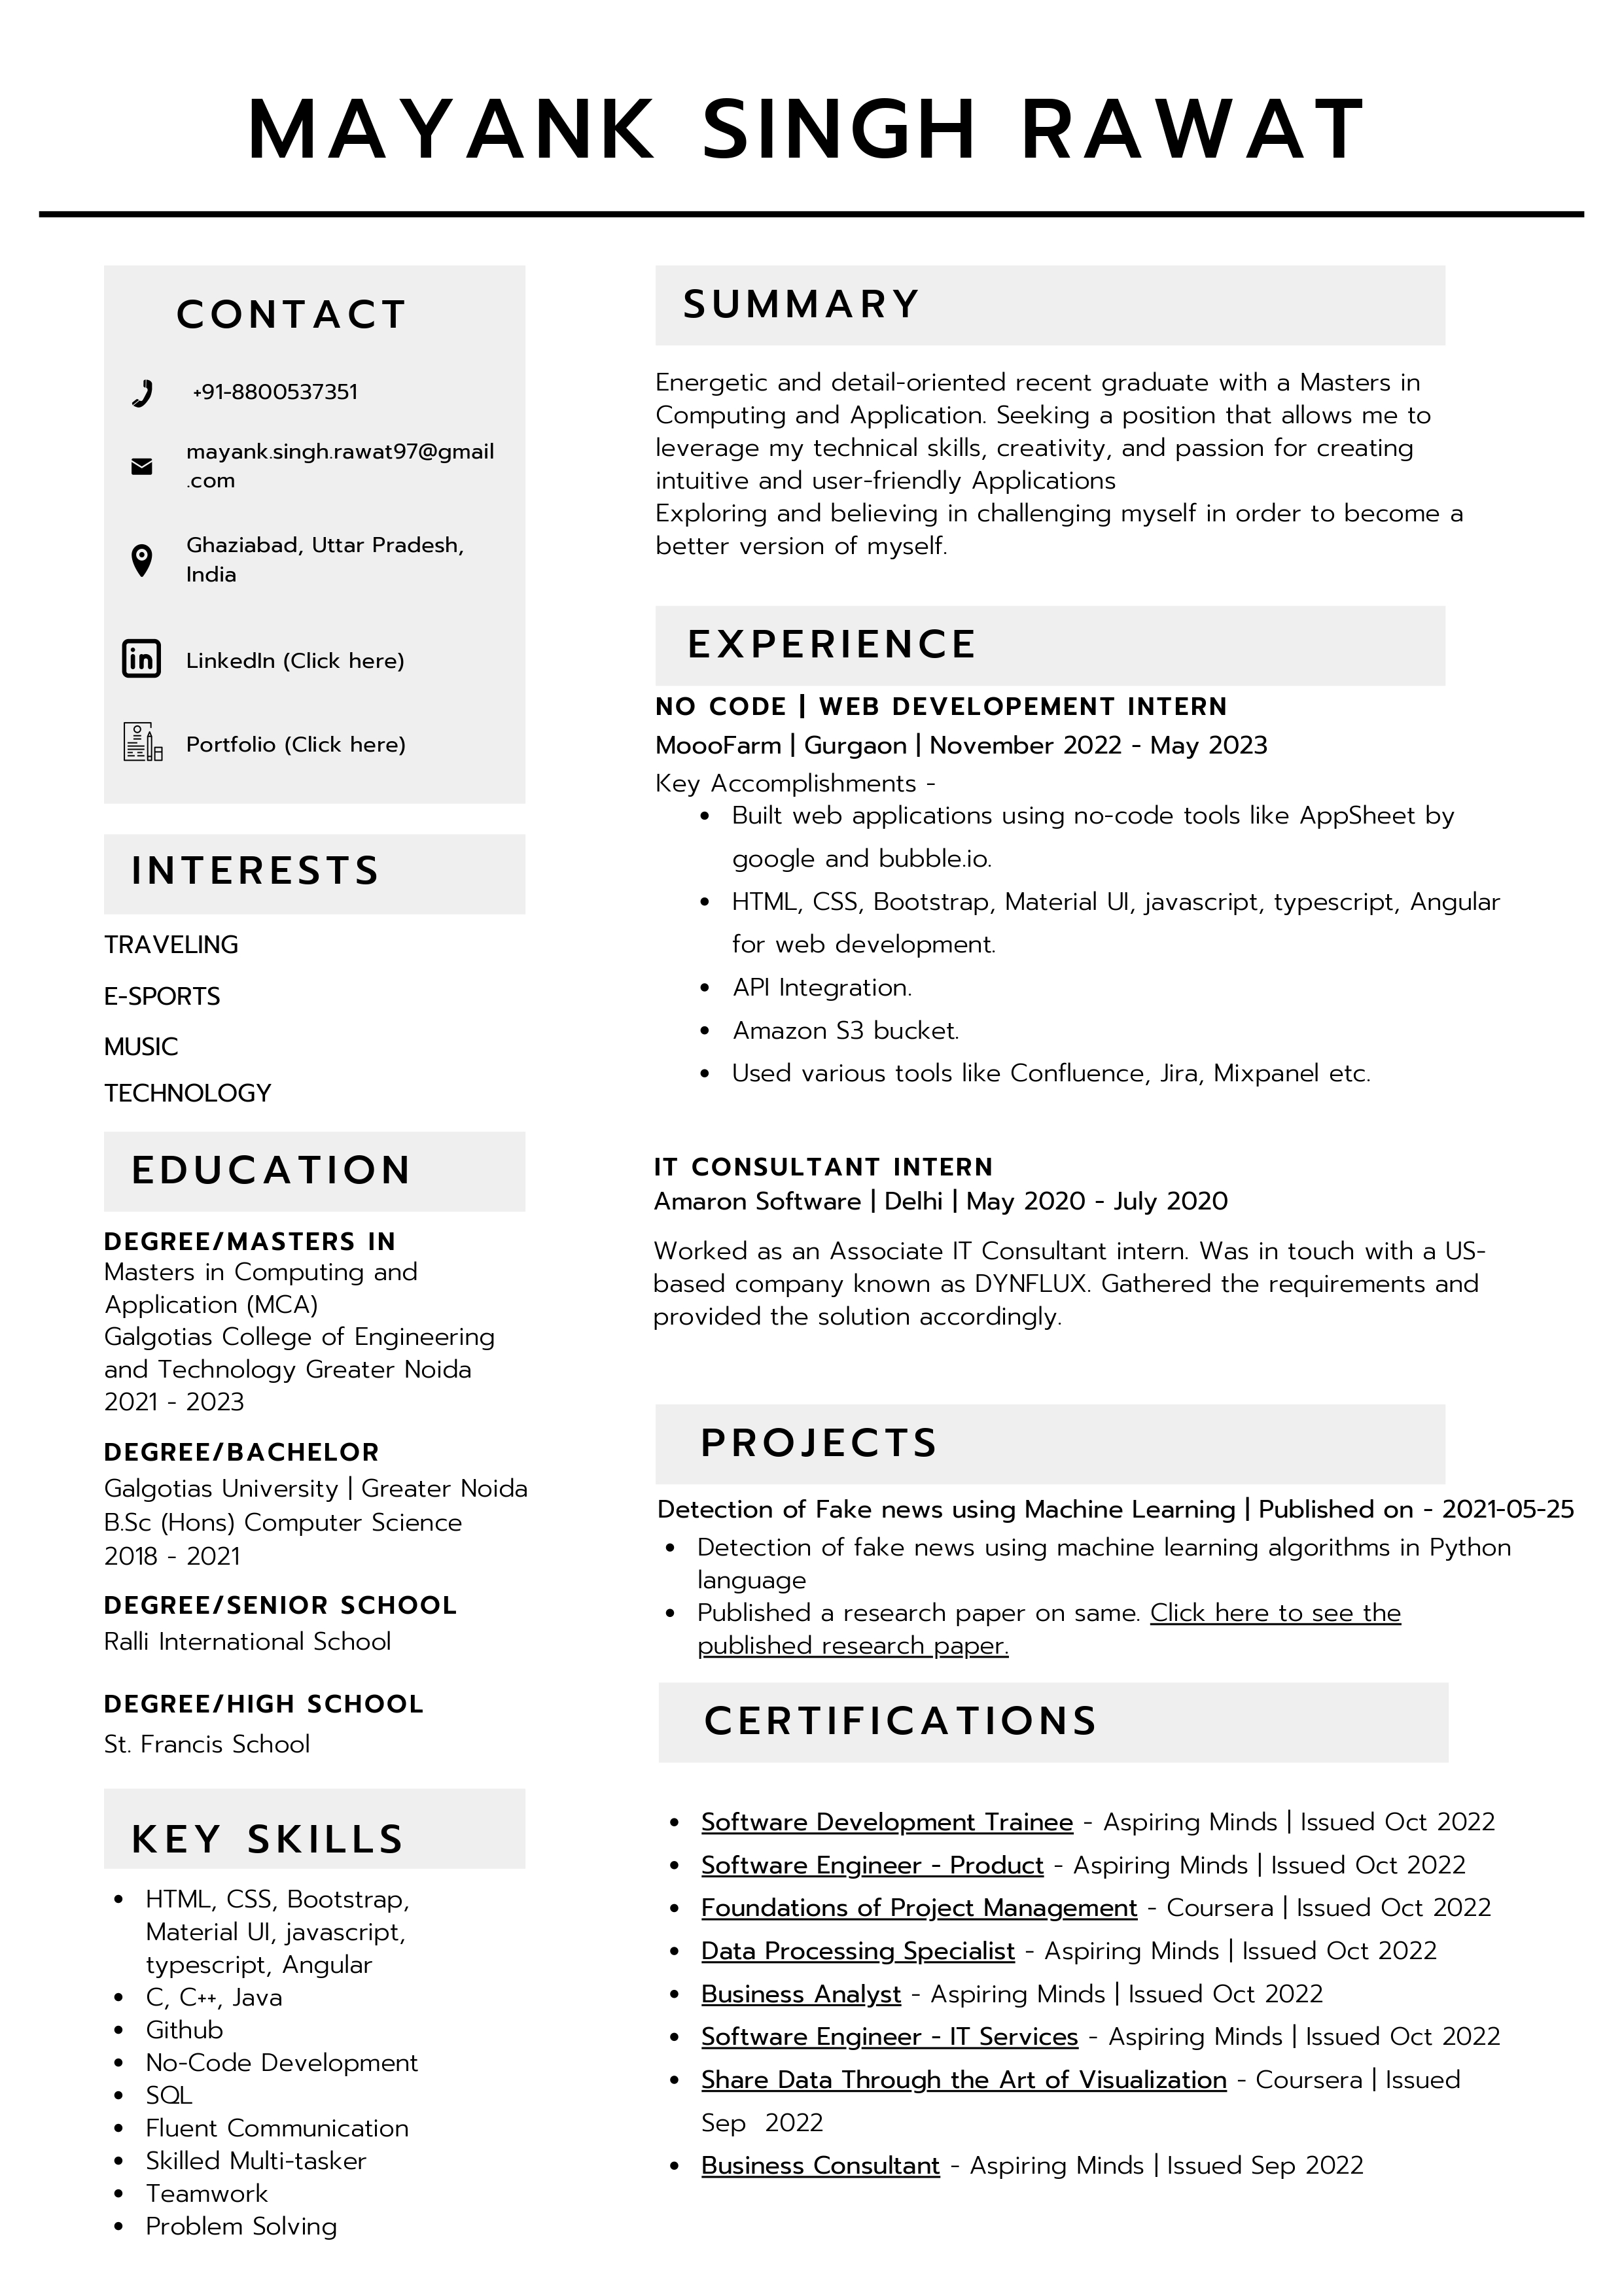 MAYANK SINGH RAWAT
CONTACT
+91-8800537351
mayank.singh.rawat97@gmail
.com
Ghaziabad, Uttar Pradesh,
India
in
LinkedIn (Click here)
Portfolio (Click here)
INTERESTS
TRAVELING
E-SPORTS
MUSIC
TECHNOLOGY
EDUCATION
DEGREE/MASTERS IN
Masters in Computing and
Application (MCA)
Galgotias College of Engineering
and Technology Greater Noida
2021 - 2023
DEGREE/BACHELOR
Galgotias University | Greater Noida
B.Sc (Hons) Computer Science
2018 - 2021
DEGREE/SENIOR SCHOOL
Ralli International School
DEGREE/HIGH SCHOOL
St. Francis School
KEY SKILLS
• HTML, CSS, Bootstrap,
Material UI, javascript,
typescript, Angular
• C, C++, Java
• Github
• No-Code Development
• SQL
• Fluent Communication
• Skilled Multi-tasker
• Teamwork
• Problem Solving
SUMMARY
Energetic and detail-oriented recent graduate with a Masters in
Computing and Application. Seeking a position that allows me to
leverage my technical skills, creativity, and passion for creating
intuitive and user-friendly Applications
Exploring and believing in challenging myself in order to become a
better version of myself.
EXPERIENCE
NO CODE | WEB DEVELOPEMENT INTERN
MoooFarm | Gurgaon | November 2022 - May 2023
Key Accomplishments -
• Built web applications using no-code tools like AppSheet by
google and bubble.io.
• HTML, CSS, Bootstrap, Material UI, javascript, typescript, Angular
for web development.
• API Integration.
• Amazon S3 bucket.
• Used various tools like Confluence, Jira, Mixpanel etc.
IT CONSULTANT INTERN
Amaron Software | Delhi | May 2020 - July 2020
Worked as an Associate IT Consultant intern. Was in touch with a US-
based company known as DYNFLUX. Gathered the requirements and
provided the solution accordingly.
PROJECTS
Detection of Fake news using Machine Learning | Published on - 2021-05-25
• Detection of fake news using machine learning algorithms in Python
language
• Published a research paper on same. Click here to see the
published research paper.
CERTIFICATIONS
• Software Development Trainee - Aspiring Minds | Issued Oct 2022
• Software Engineer - Product - Aspiring Minds | Issued Oct 2022
• Foundations of Project Management - Coursera | Issued Oct 2022
• Data Processing Specialist - Aspiring Minds | Issued Oct 2022
• Business Analyst - Aspiring Minds | Issued Oct 2022
• Software Engineer - IT Services - Aspiring Minds | Issued Oct 2022
• Share Data Through the Art of Visualization - Coursera | Issued
Sep 2022
• Business Consultant - Aspiring Minds | Issued Sep 2022